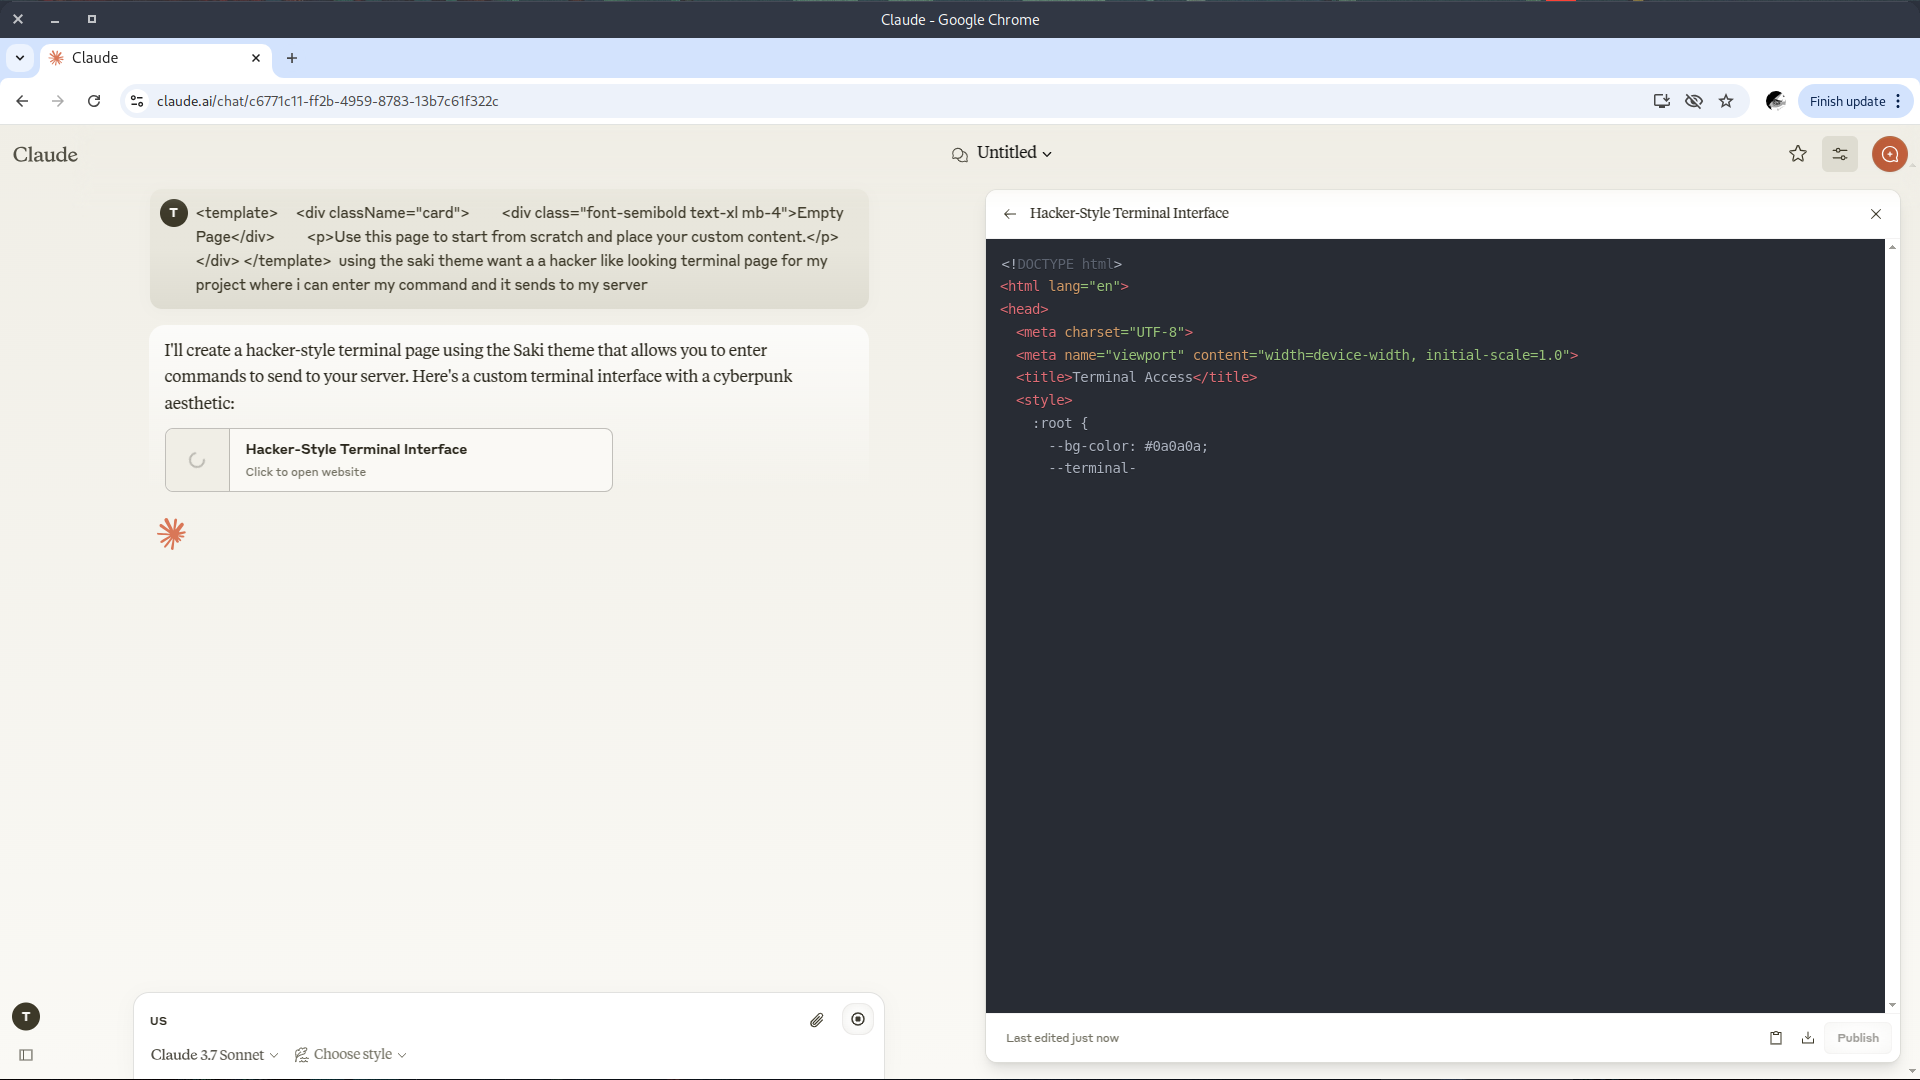 Claude - Google Chrome
Claude
claude.ai/chat/c6771c11-ff2b-4959-8783-13b7c61f322c
Finish update
Claude
Untitled
T
<template>     <div className="card">        <div class="font-semibold text-xl mb-4">Empty
Page</div>        <p>Use this page to start from scratch and place your custom content.</p>
</div> </template>  using the saki theme want a a hacker like looking terminal page for my
project where i can enter my command and it sends to my server
I'll create a hacker-style terminal page using the Saki theme that allows you to enter
commands to send to your server. Here's a custom terminal interface with a cyberpunk
aesthetic:
Hacker-Style Terminal Interface
Click to open website
T
us
Claude 3.7 Sonnet
Choose style
Hacker-Style Terminal Interface
<!DOCTYPE html>
<html lang="en">
<head>
  <meta charset="UTF-8">
  <meta name="viewport" content="width=device-width, initial-scale=1.0">
  <title>Terminal Access</title>
  <style>
    :root {
      --bg-color: #0a0a0a;
      --terminal-
Last edited just now
Publish